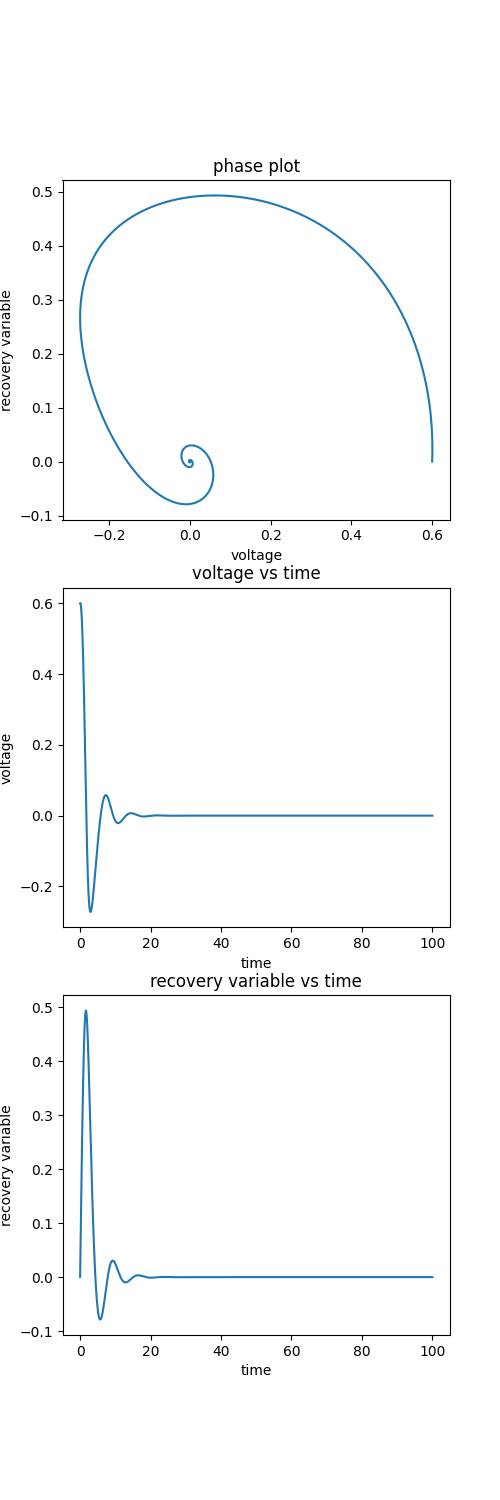 phase plot
0.5
0.4
0.3
0.2
0.1
0.0
−0.1
recovery variable
−0.2 0.0 0.2 0.4 0.6
voltage
voltage vs time
0.6
0.4
0.2
0.0
−0.2
voltage
0 20 40 60 80 100
time
recovery variable vs time
0.5
0.4
0.3
0.2
0.1
0.0
−0.1
recovery variable
0 20 40 60 80 100
time